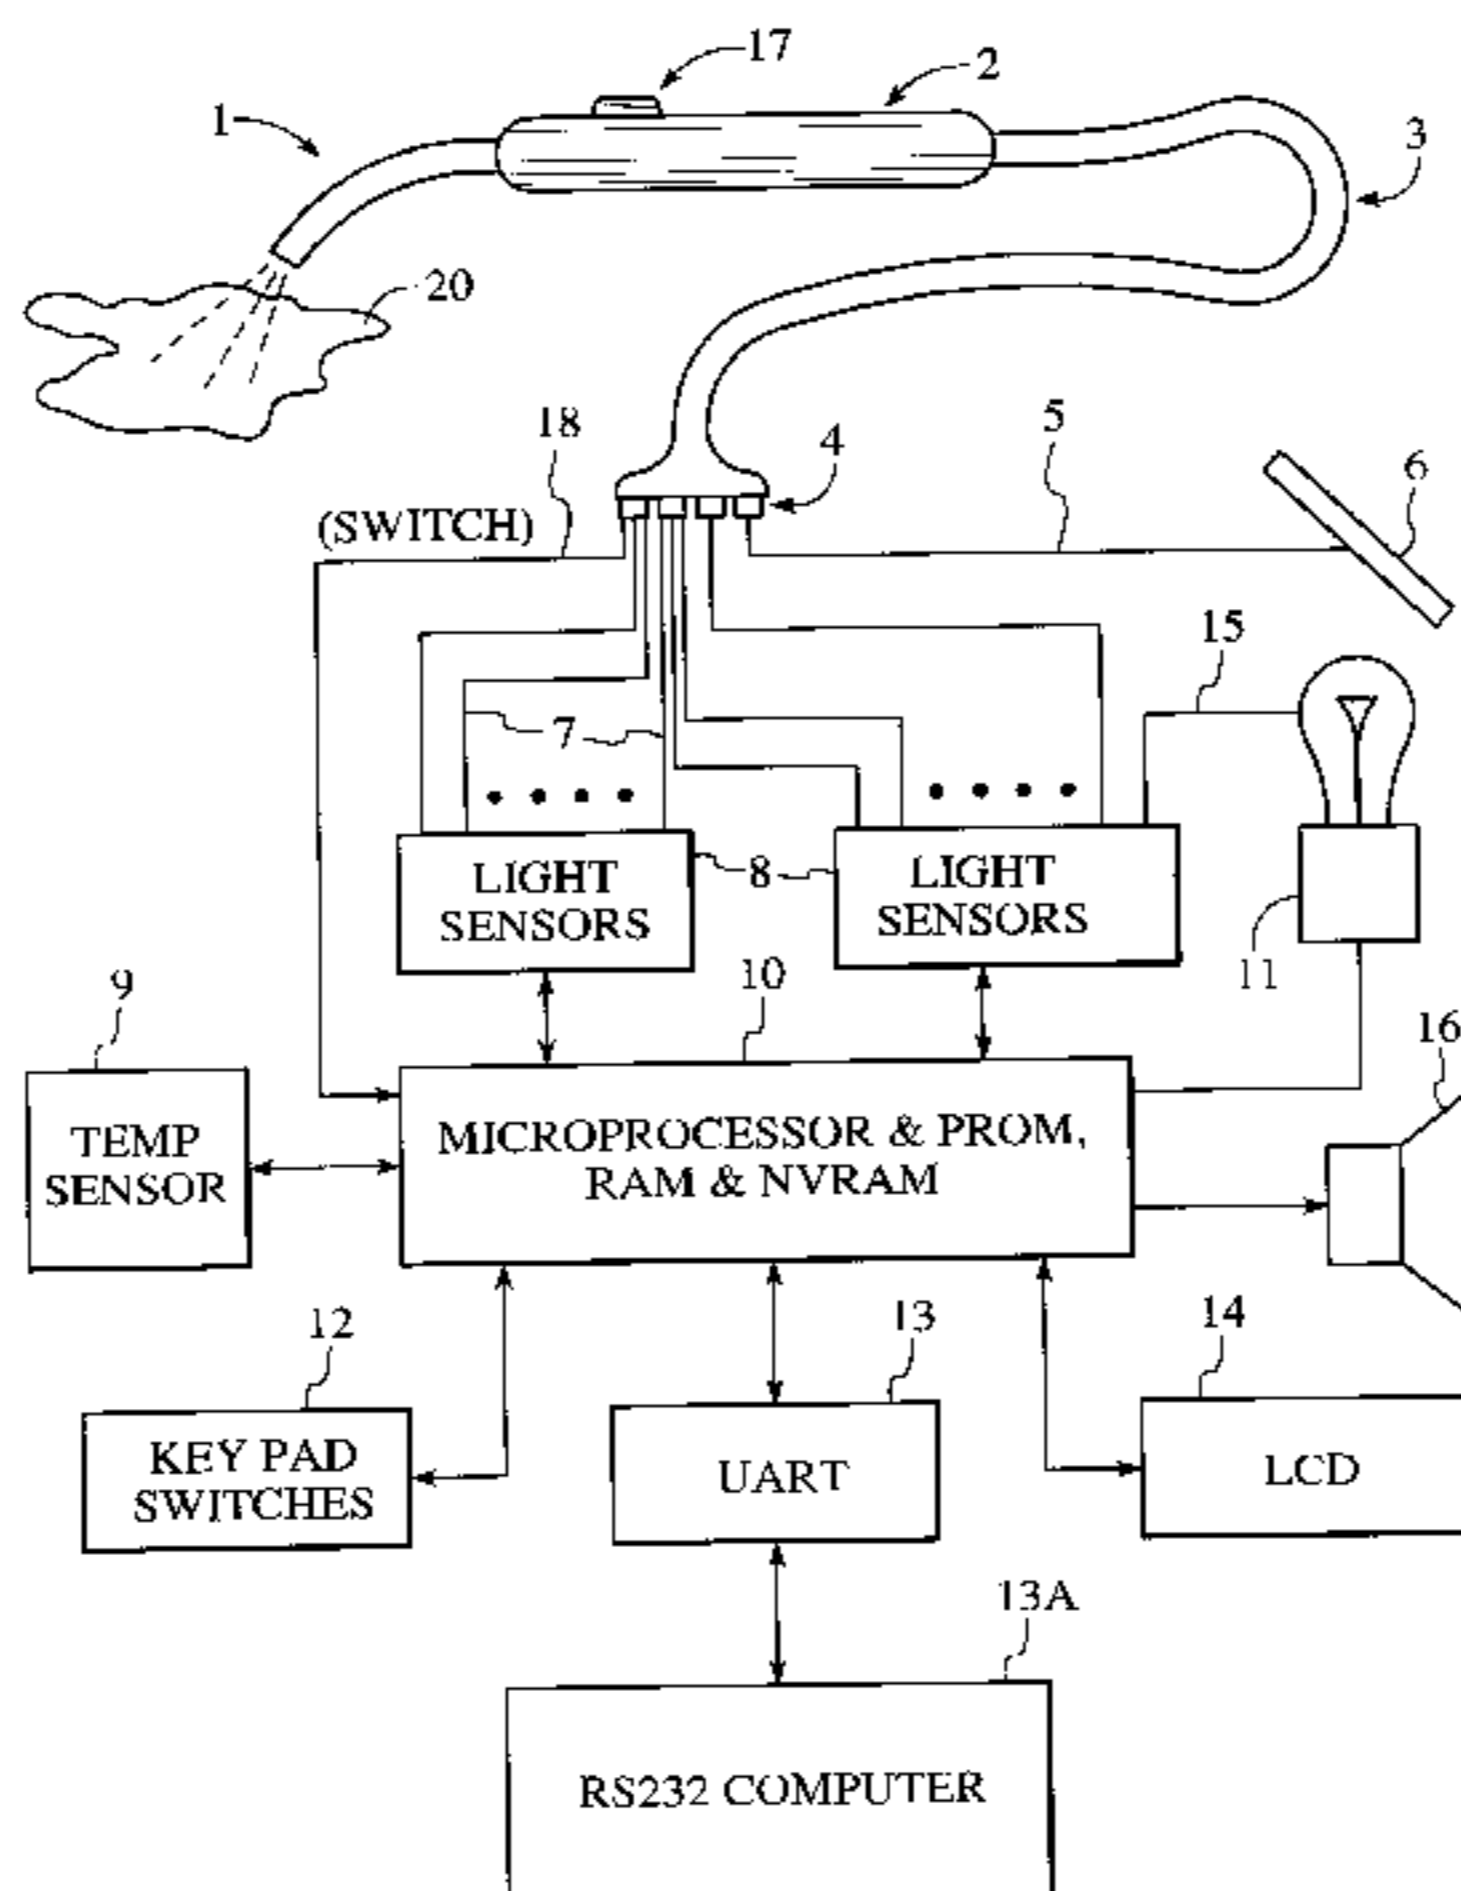 17
2
1
3
20
18
4
5
6
(SWITCH)
15
7
LIGHT
SENSORS
8
LIGHT
SENSORS
11
9
10
16
TEMP
SENSOR
MICROPROCESSOR & PROM,
RAM & NVRAM
12
13
14
KEY PAD
SWITCHES
UART
LCD
13A
RS232 COMPUTER